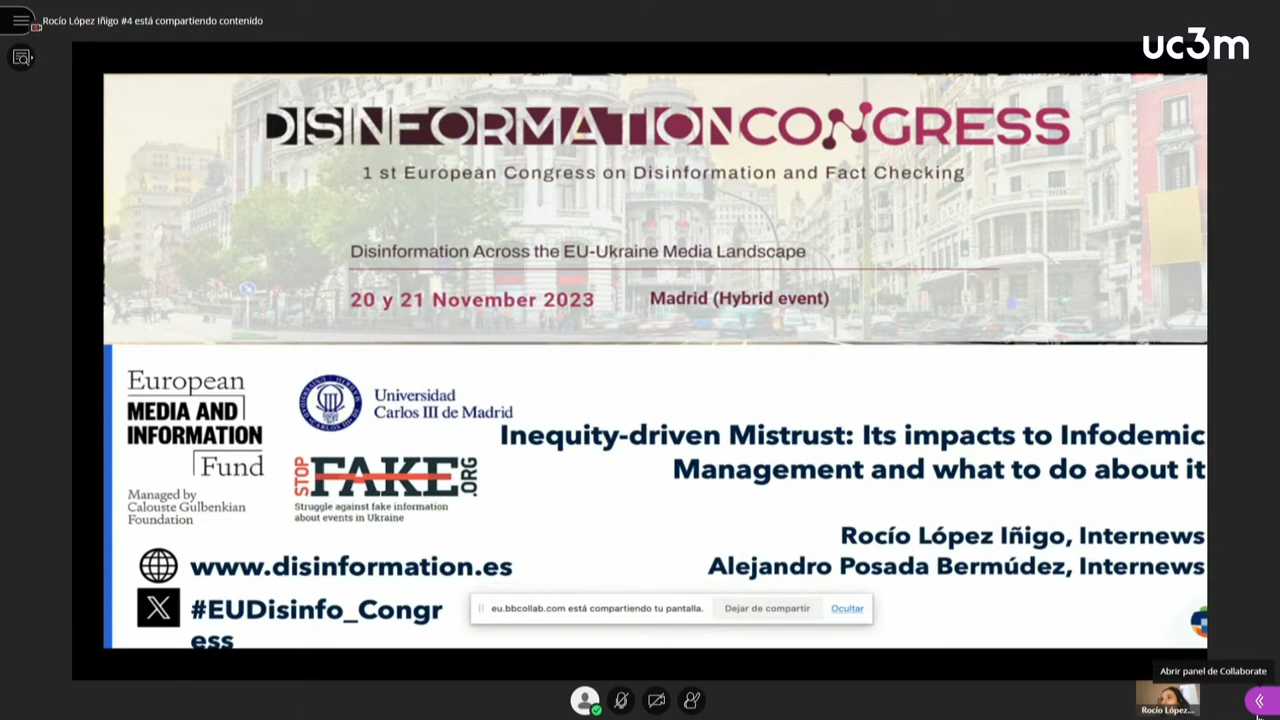 Rocío López Iñigo #4 está compartiendo contenido
uc3m
DISINFORMATION CONGRESS
1 st European Congress on Disinformation and Fact Checking
Disinformation Across the EU-Ukraine Media Landscape
20 y 21 November 2023
Madrid (Hybrid event)
European
MEDIA AND
INFORMATION
Fund
Managed by
Calouste Gulbenkian
Foundation
Universidad
Carlos III de Madrid
STOP
FAKE
.ORG
Struggle against fake information
about events in Ukraine
Inequity-driven Mistrust: Its impacts to Infodemic
Management and what to do about it
Rocío López Iñigo, Internews
Alejandro Posada Bermúdez, Internews
www.disinformation.es
#EUDisinfo_Congr
ess
eu.bbcollab.com está compartiendo tu pantalla.
Dejar de compartir
Ocultar
Abrir panel de Collaborate
Rocío López...